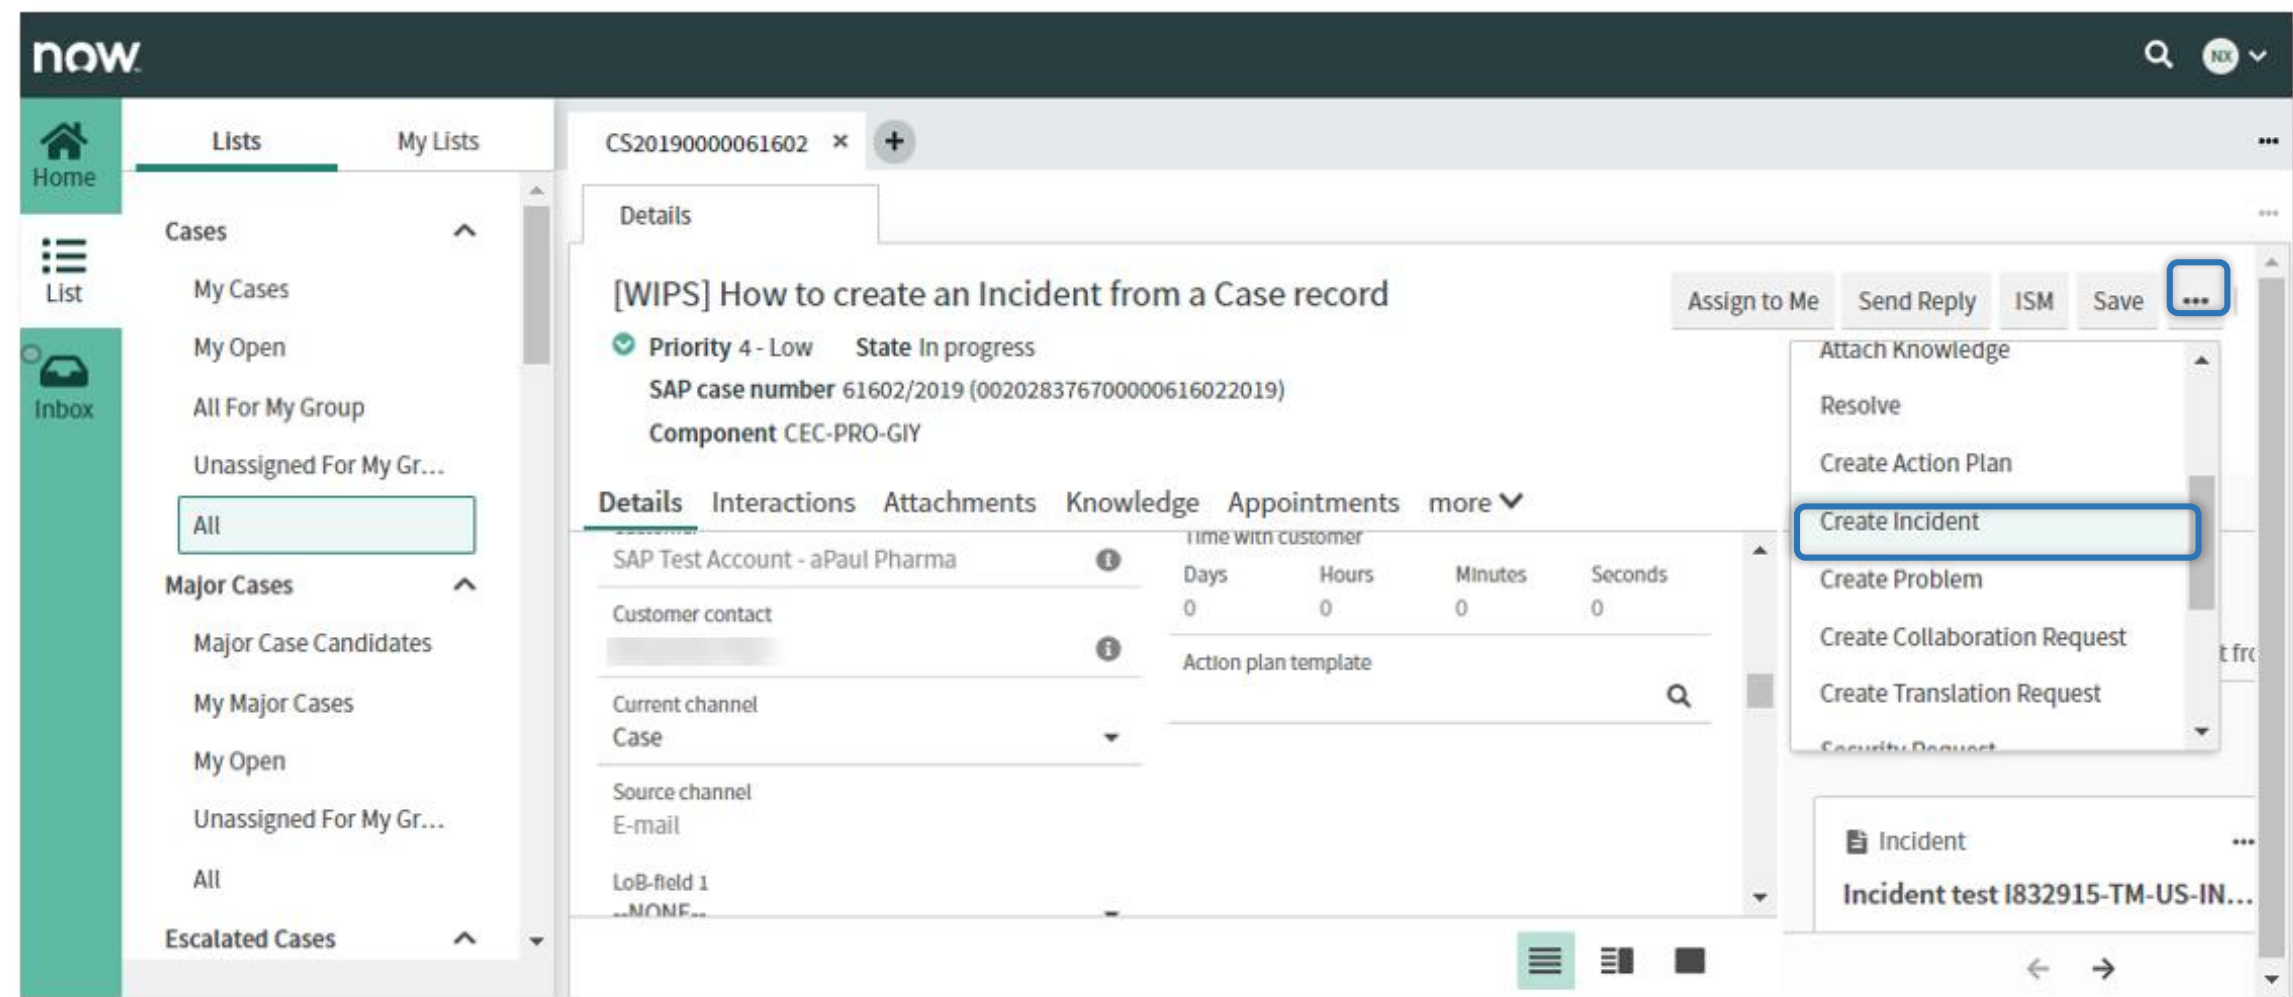 now.
NX
Home
List
Inbox
Lists
My Lists
Cases
My Cases
My Open
All For My Group
Unassigned For My Gr...
All
Major Cases
Major Case Candidates
My Major Cases
My Open
Unassigned For My Gr...
All
Escalated Cases
CS20190000061602
Details
[WIPS] How to create an Incident from a Case record
Assign to Me
Send Reply
ISM
Save
Priority 4 - Low State In progress
SAP case number 61602/2019 (002028376700000616022019)
Component CEC-PRO-GIY
Details Interactions Attachments Knowledge Appointments more
Customer
SAP Test Account - aPaul Pharma
Customer contact
Current channel
Case
Source channel
E-mail
LoB-field 1
--NONE--
Time with customer
Days Hours Minutes Seconds
0 0 0 0
Action plan template
Attach Knowledge
Resolve
Create Action Plan
Create Incident
Create Problem
Create Collaboration Request
Create Translation Request
Security Request
t fro
Incident
Incident test I832915-TM-US-IN...